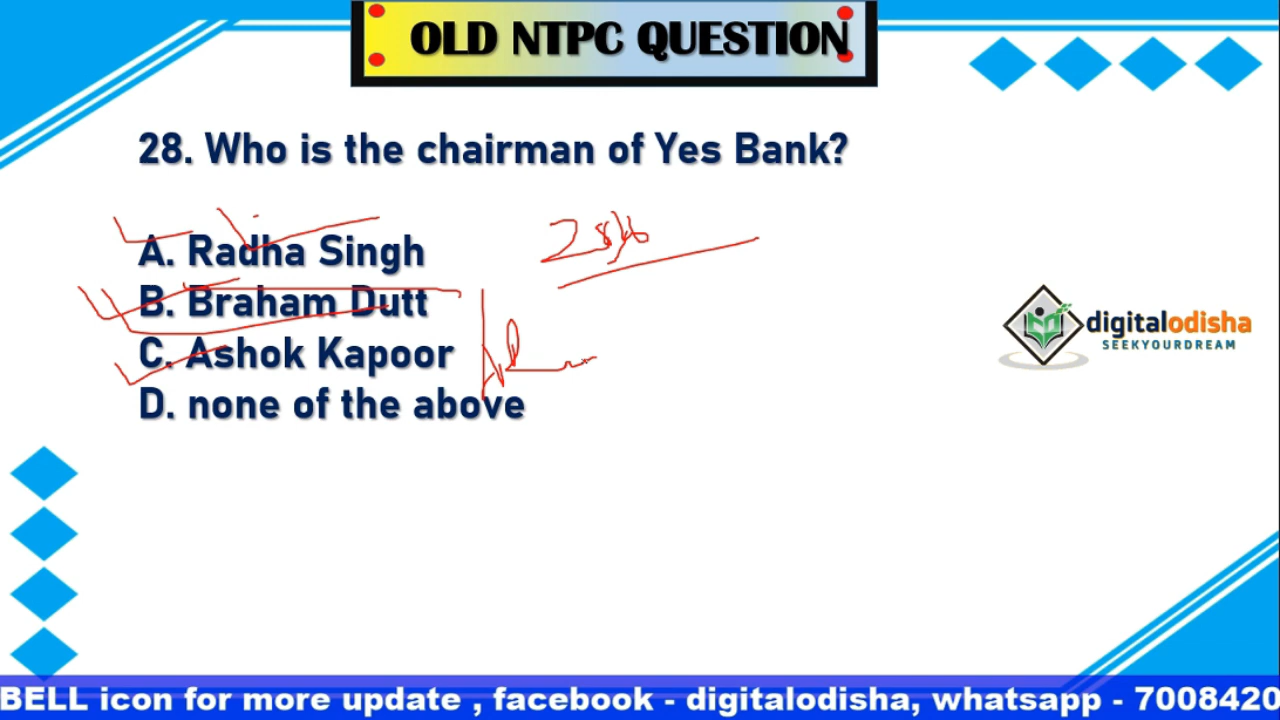 OLD NTPC QUESTION
28. Who is the chairman of Yes Bank?
A. Radha Singh
B. Braham Dutt
C. Ashok Kapoor
D. none of the above
digitalodisha
SEEKYOURDREAM
BELL icon for more update , facebook - digitalodisha, whatsapp - 7008420